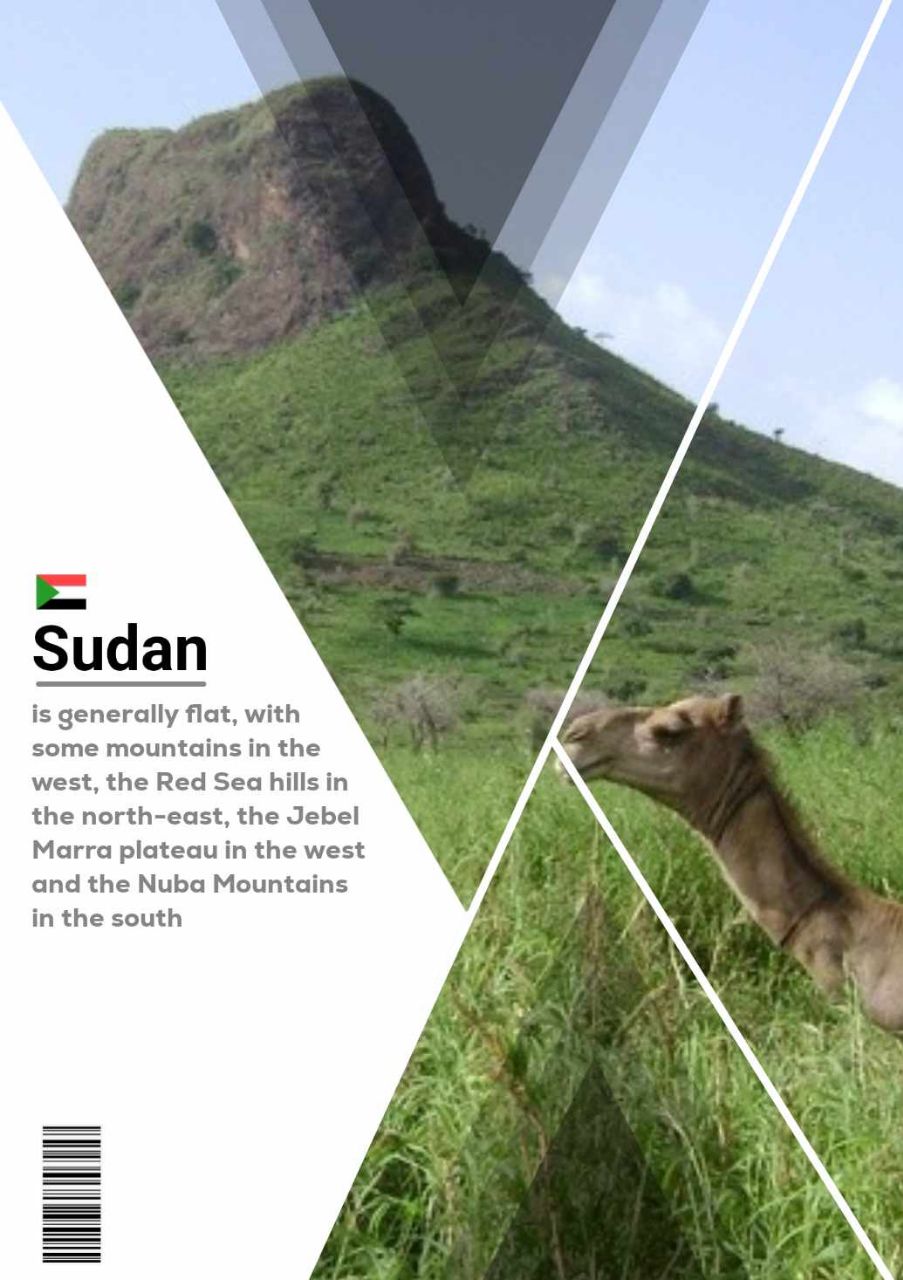 Sudan
is generally flat, with
some mountains in the
west, the Red Sea hills in
the north-east, the Jebel
Marra plateau in the west
and the Nuba Mountains
in the south